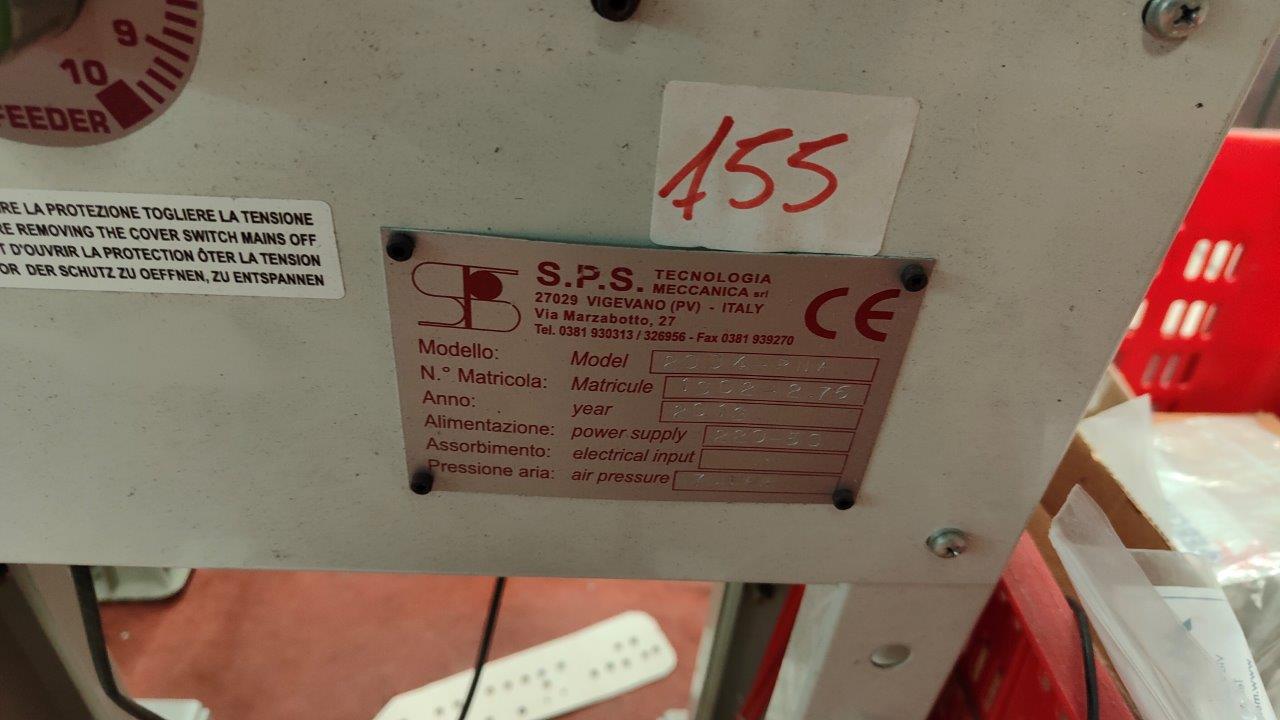 9
10
FEEDER
RE LA PROTEZIONE TOGLIERE LA TENSIONE
RE REMOVING THE COVER SWITCH MAINS OFF
T D'OUVRIR LA PROTECTION ÔTER LA TENSION
OR DER SCHUTZ ZU OEFFNEN, ZU ENTSPANNEN
155
S.P.S. TECNOLOGIA MECCANICA srl
27029 VIGEVANO (PV) - ITALY
Via Marzabotto, 27
Tel. 0381 930313 / 326956 - Fax 0381 939270
CE
Modello: Model
N.° Matricola: Matricule
Anno: year
Alimentazione: power supply 220-50
Assorbimento: electrical input
Pressione aria: air pressure